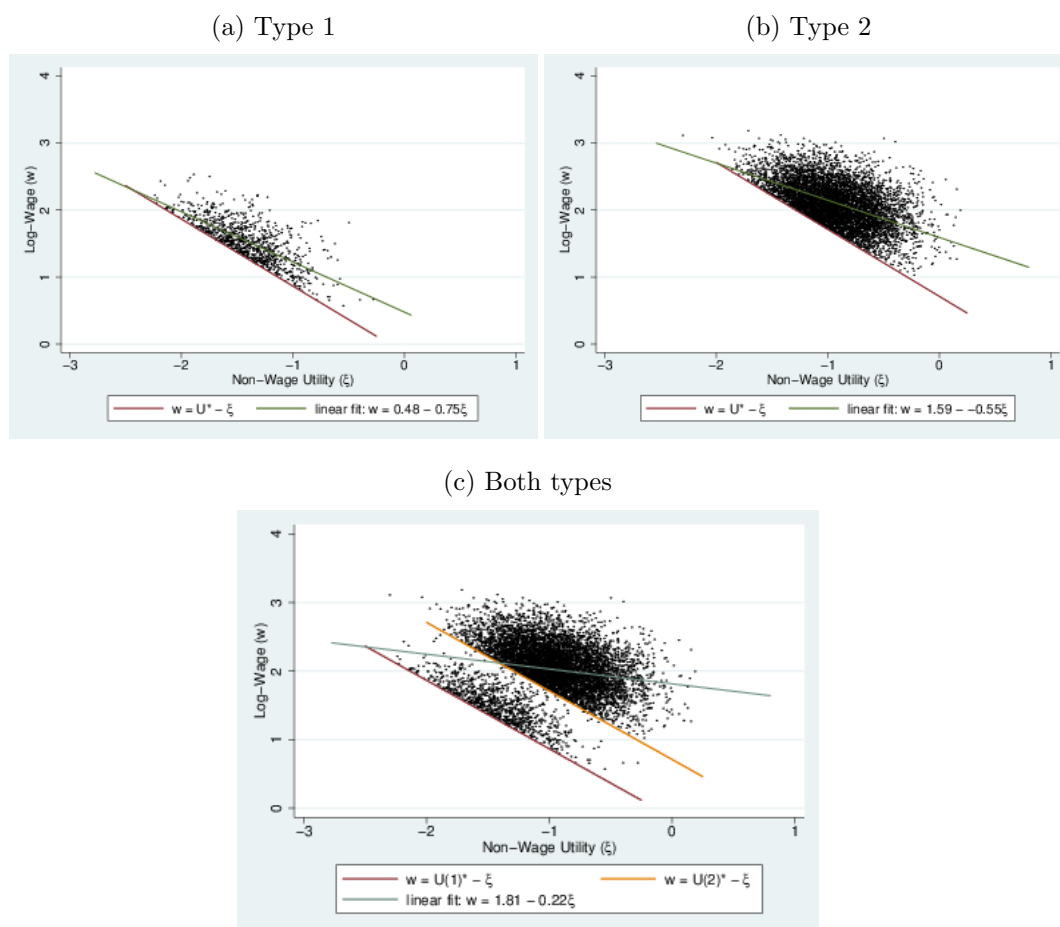 (a) Type 1
(b) Type 2
4
3
2
1
0
Log−Wage (w)
−3
−2
−1
0
1
Non−Wage Utility (ξ)
w = U* − ξ
linear fit: w = 0.48 − 0.75ξ
4
3
2
1
0
Log−Wage (w)
−3
−2
−1
0
1
Non−Wage Utility (ξ)
w = U* − ξ
linear fit: w = 1.59 − −0.55ξ
(c) Both types
4
3
2
1
0
Log−Wage (w)
−3
−2
−1
0
1
Non−Wage Utility (ξ)
w = U(1)* − ξ
w = U(2)* − ξ
linear fit: w = 1.81 − 0.22ξ